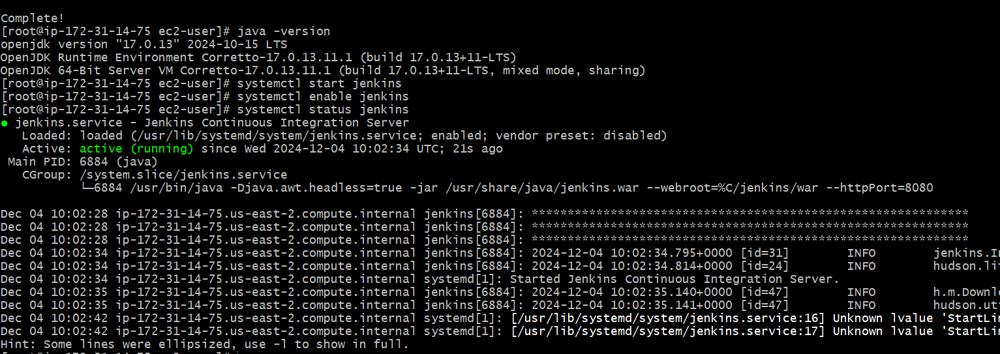 Complete!
[root@ip-172-31-14-75 ec2-user]# java -version
openjdk version "17.0.13" 2024-10-15 LTS
OpenJDK Runtime Environment Corretto-17.0.13.11.1 (build 17.0.13+11-LTS)
OpenJDK 64-Bit Server VM Corretto-17.0.13.11.1 (build 17.0.13+11-LTS, mixed mode, sharing)
[root@ip-172-31-14-75 ec2-user]# systemctl start jenkins
[root@ip-172-31-14-75 ec2-user]# systemctl enable jenkins
[root@ip-172-31-14-75 ec2-user]# systemctl status jenkins
● jenkins.service - Jenkins Continuous Integration Server
   Loaded: loaded (/usr/lib/systemd/system/jenkins.service; enabled; vendor preset: disabled)
   Active: active (running) since Wed 2024-12-04 10:02:34 UTC; 21s ago
 Main PID: 6884 (java)
   CGroup: /system.slice/jenkins.service
           └─6884 /usr/bin/java -Djava.awt.headless=true -jar /usr/share/java/jenkins.war --webroot=%C/jenkins/war --httpPort=8080
Dec 04 10:02:28 ip-172-31-14-75.us-east-2.compute.internal jenkins[6884]: *************************************************************
Dec 04 10:02:28 ip-172-31-14-75.us-east-2.compute.internal jenkins[6884]: *************************************************************
Dec 04 10:02:28 ip-172-31-14-75.us-east-2.compute.internal jenkins[6884]: *************************************************************
Dec 04 10:02:34 ip-172-31-14-75.us-east-2.compute.internal jenkins[6884]: 2024-12-04 10:02:34.795+0000 [id=31]        INFO        jenkins.In
Dec 04 10:02:34 ip-172-31-14-75.us-east-2.compute.internal jenkins[6884]: 2024-12-04 10:02:34.814+0000 [id=24]        INFO        hudson.li
Dec 04 10:02:34 ip-172-31-14-75.us-east-2.compute.internal systemd[1]: Started Jenkins Continuous Integration Server.
Dec 04 10:02:35 ip-172-31-14-75.us-east-2.compute.internal jenkins[6884]: 2024-12-04 10:02:35.140+0000 [id=47]        INFO        h.m.Downlo
Dec 04 10:02:35 ip-172-31-14-75.us-east-2.compute.internal jenkins[6884]: 2024-12-04 10:02:35.141+0000 [id=47]        INFO        hudson.uti
Dec 04 10:02:42 ip-172-31-14-75.us-east-2.compute.internal systemd[1]: [/usr/lib/systemd/system/jenkins.service:16] Unknown lvalue 'StartLim
Dec 04 10:02:42 ip-172-31-14-75.us-east-2.compute.internal systemd[1]: [/usr/lib/systemd/system/jenkins.service:17] Unknown lvalue 'StartLim
Hint: Some lines were ellipsized, use -l to show in full.